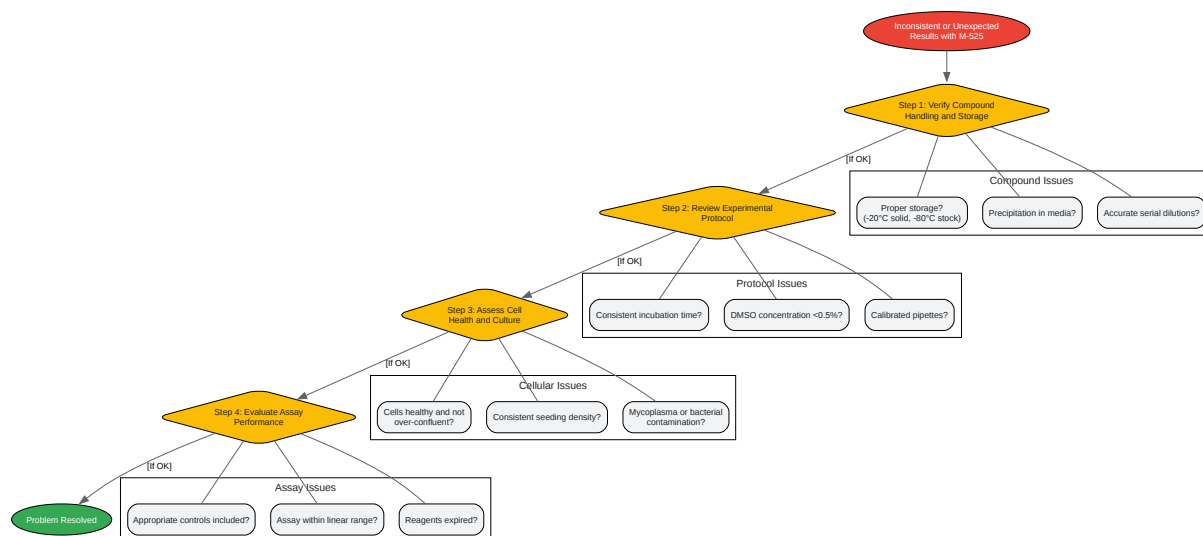 Inconsistent or Unexpected
Results with M-525
Step 1: Verify Compound
Handling and Storage
[If OK]
Compound Issues
Proper storage?
(-20°C solid, -80°C stock)
Precipitation in media?
Accurate serial dilutions?
Step 2: Review Experimental
Protocol
[If OK]
Protocol Issues
Consistent incubation time?
DMSO concentration <0.5%?
Calibrated pipettes?
Step 3: Assess Cell
Health and Culture
[If OK]
Cellular Issues
Cells healthy and not
over-confluent?
Consistent seeding density?
Mycoplasma or bacterial
contamination?
Step 4: Evaluate Assay
Performance
[If OK]
Assay Issues
Appropriate controls included?
Assay within linear range?
Reagents expired?
Problem Resolved